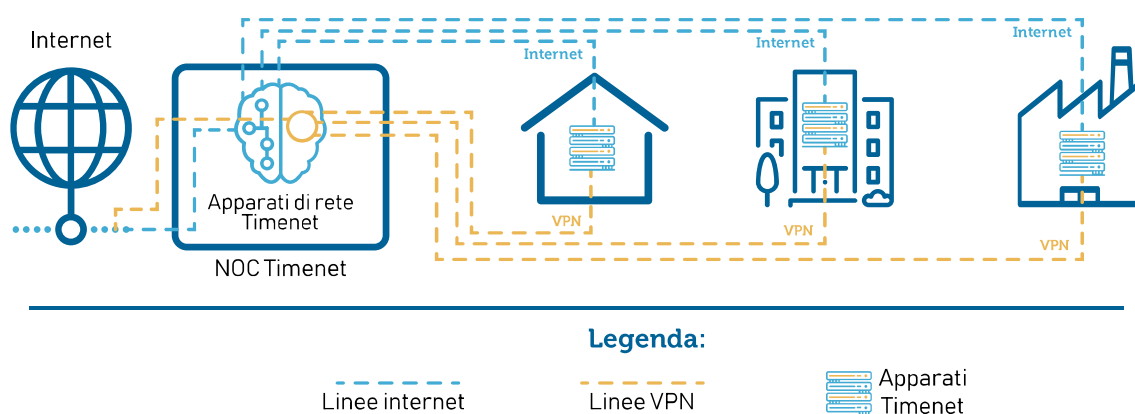 Internet
Internet
Internet
Internet
Apparati di rete
Timenet
VPN
VPN
VPN
NOC Timenet
Legenda:
Linee internet
Linee VPN
Apparati
Timenet